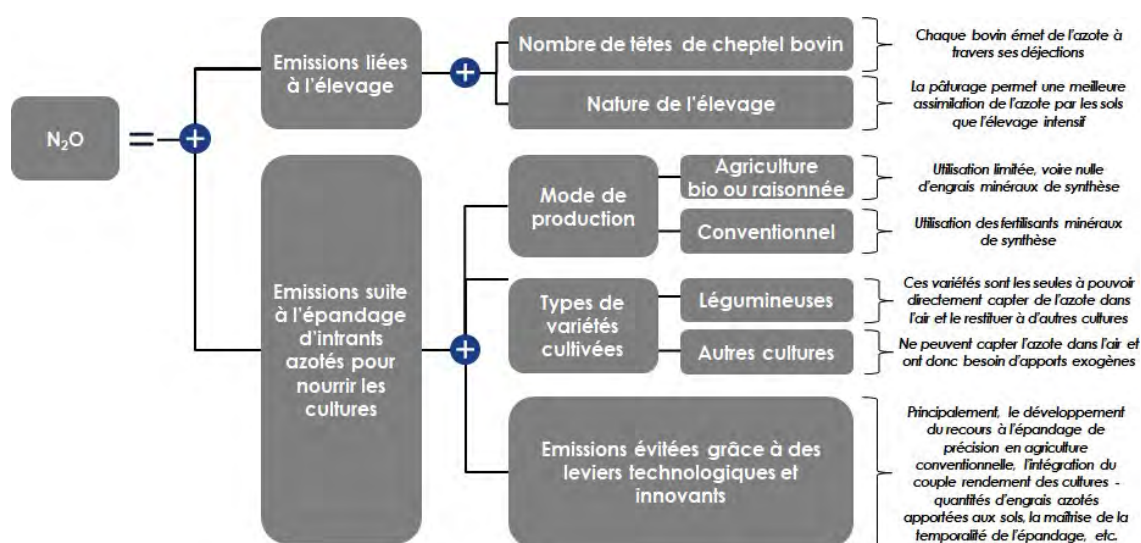 N₂O
=
+
Emissions liées
à l'élevage
+
Nombre de têtes de cheptel bovin
Chaque bovin émet de l'azote à
travers ses déjections
Nature de l'élevage
La pâturage permet une meilleure
assimilation de l'azote par les sols
que l'élevage intensif
Emissions suite
à l'épandage
d'intrants
azotés pour
nourrir les
cultures
+
Mode de
production
Agriculture
bio ou raisonnée
Utilisation limitée, voire nulle
d'engrais minéraux de synthèse
Conventionnel
Utilisation des fertilisants minéraux
de synthèse
Types de
variétés
cultivées
Légumineuses
Ces variétés sont les seules à pouvoir
directement capter de l'azote dans
l'air et le restituer à d'autres cultures
Autres cultures
Ne peuvent capter l'azote dans l'air et
ont donc besoin d'apports exogènes
Emissions évitées grâce à des
leviers technologiques et
innovants
Principalement, le développement
du recours à l'épandage de
précision en agriculture
conventionnelle, l'intégration du
couple rendement des cultures -
quantités d'engrais azotés
apportées aux sols, la maîtrise de la
temporalité de l'épandage, etc.